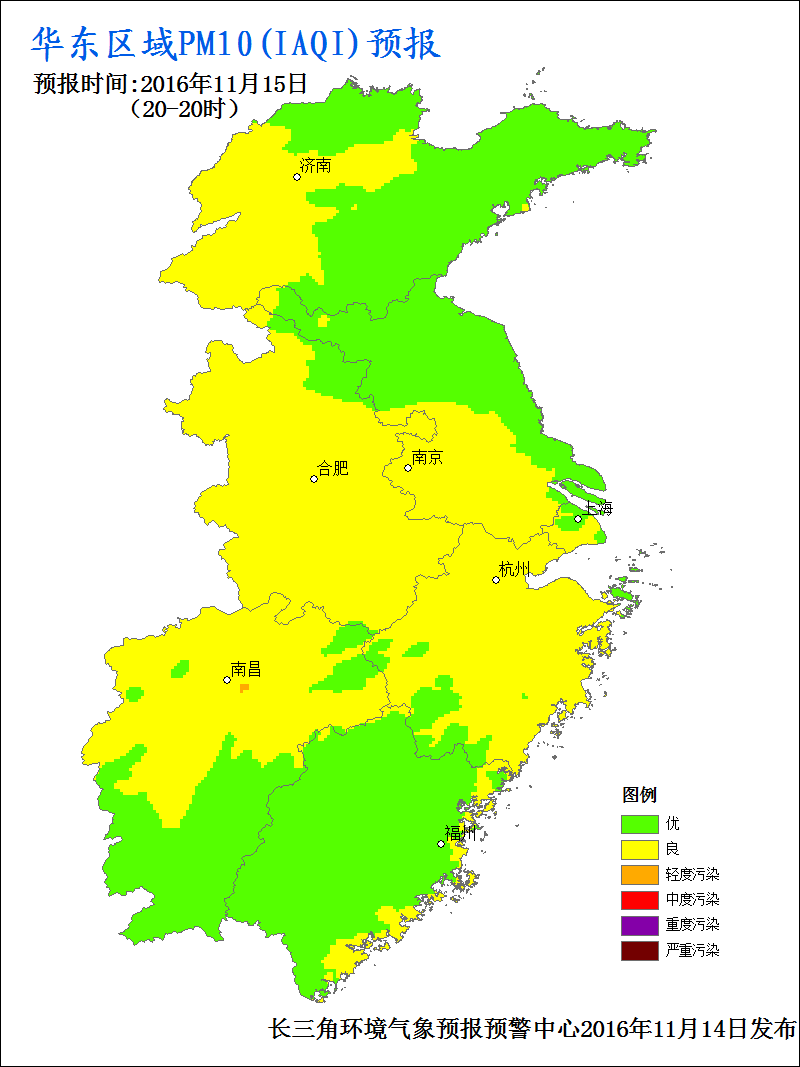 华东区域PM10(IAQI)预报
预报时间:2016年11月15日
（20-20时）
济南
合肥
南京
上海
杭州
南昌
福州
图例
优
良
轻度污染
中度污染
重度污染
严重污染
长三角环境气象预报预警中心2016年11月14日发布